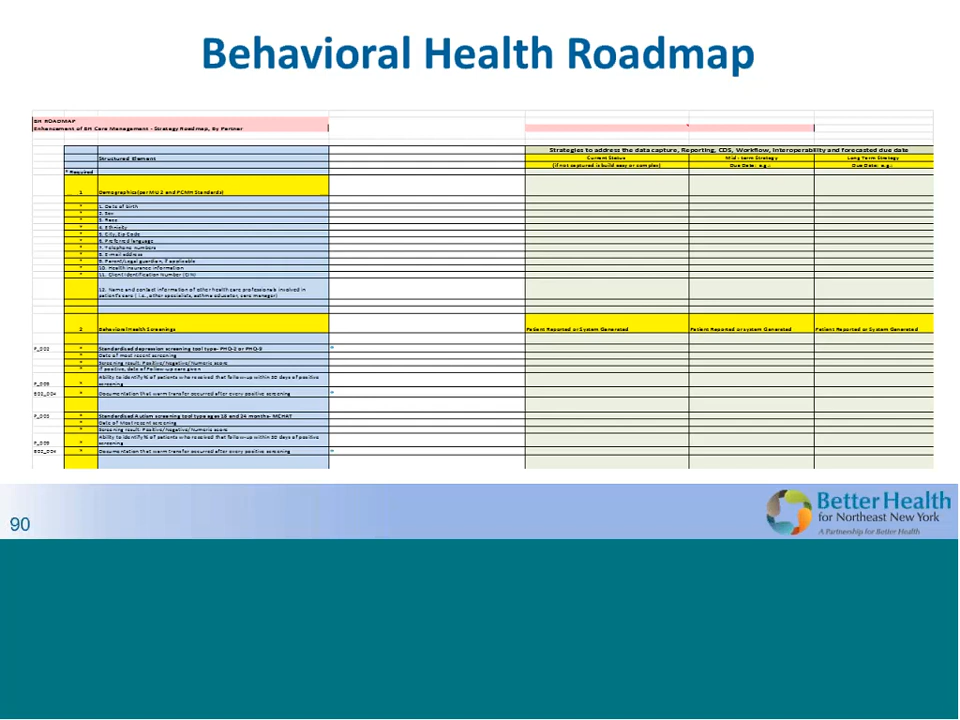 Behavioral Health Roadmap
BH ROADMAP
Enhancement of BH Care Management - Strategy Roadmap, By Partner
Strategies to address the data capture, Reporting, CDS, Workflow, Interoperability and forecasted due date
Structured Element Current Status Mid-term Strategy Long Term Strategy
(if not captured is build easy or complex) Due Date: e.g.: Due Date: e.g.:
* Required
1 Demographics(per MU 2 and PCMH Standards)
* 1. Date of birth
* 2. Sex
* 3. Race
* 4. Ethnicity
* 5. City, Zip Code
* 6. Preferred language
* 7. Telephone numbers
* 8. E-mail address
* 9. Parent/Legal guardian, if applicable
* 10. Health insurance information
* 11. Client Identification Number (CIN)
12. Name and contact information of other health care professionals involved in
patient's care ( i.e., other specialists, asthma educator, care manager)
2 Behavioral Health Screenings Patient Reported or System Generated Patient Reported or system Generated Patient Reported or System Generated
P_002 * Standardized depression screening tool type- PHQ-2 or PHQ-9
* Date of most recent screening
* Screening result: Positive/Negative/Numeric score
* If positive, date of Follow-up care given
Ability to identify % of patients who received that follow-up within 30 days of positive
* screening
* Documentation that warm transfer occurred after every positive screening
* Standardized Autism screening tool type ages 18 and 24 months- MCHAT
* Date of Most recent screening
* Screening result: Positive/Negative/Numeric score
Ability to identify % of patients who received that follow-up within 30 days of positive
* screening
* Documentation that warm transfer occurred after every positive screening
90
Better Health
for Northeast New York
A Partnership for Better Health